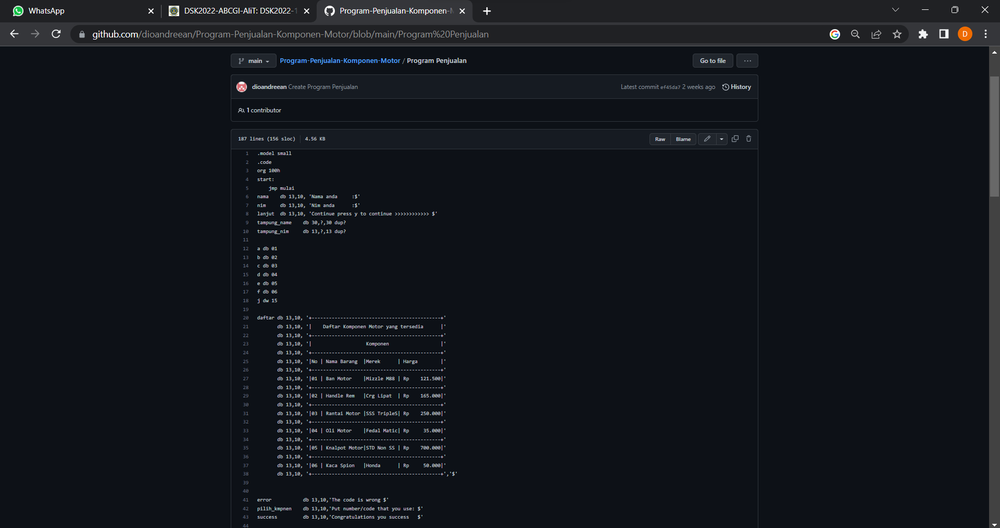 WhatsApp
DSK2022-ABCGI-AliT: DSK2022-1
Program-Penjualan-Komponen-M
github.com/dioandreean/Program-Penjualan-Komponen-Motor/blob/main/Program%20Penjualan
D
main Program-Penjualan-Komponen-Motor / Program Penjualan
Go to file
...
dioandreean Create Program Penjualan
Latest commit ef45da7 2 weeks ago History
1 contributor
187 lines (156 sloc) | 4.56 KB
Raw Blame
1 .model small
2 .code
3 org 100h
4 start:
5     jmp mulai
6 nama    db 13,10, 'Nama anda     :$'
7 nim     db 13,10, 'Nim anda      :$'
8 lanjut  db 13,10, 'Continue press y to continue >>>>>>>>>>>> $'
9 tampung_name    db 30,?,30 dup?
10 tampung_nim     db 13,?,13 dup?
11
12 a db 01
13 b db 02
14 c db 03
15 d db 04
16 e db 05
17 f db 06
18 j dw 15
19
20 daftar db 13,10, '+---------------------------------------------+'
21        db 13,10, '|    Daftar Komponen Motor yang tersedia      |'
22        db 13,10, '+---------------------------------------------+'
23        db 13,10, '|                   Komponen                  |'
24        db 13,10, '+---------------------------------------------+'
25        db 13,10, '|No | Nama Barang  |Merek      | Harga        |'
26        db 13,10, '+---------------------------------------------+'
27        db 13,10, '|01 | Ban Motor    |Mizzle M88 | Rp    121.500|'
28        db 13,10, '+---------------------------------------------+'
29        db 13,10, '|02 | Handle Rem   |Crg Lipat  | Rp    165.000|'
30        db 13,10, '+---------------------------------------------+'
31        db 13,10, '|03 | Rantai Motor |SSS TripleS| Rp    250.000|'
32        db 13,10, '+---------------------------------------------+'
33        db 13,10, '|04 | Oli Motor    |Fedal Matic| Rp     35.000|'
34        db 13,10, '+---------------------------------------------+'
35        db 13,10, '|05 | Knalpot Motor|STD Non SS | Rp    700.000|'
36        db 13,10, '+---------------------------------------------+'
37        db 13,10, '|06 | Kaca Spion   |Honda      | Rp     50.000|'
38        db 13,10, '+---------------------------------------------+','$'
39
40
41 error           db 13,10,'The code is wrong $'
42 pilih_kmpnen    db 13,10,'Put number/code that you use: $'
43 success         db 13,10,'Congratulations you success   $'
44